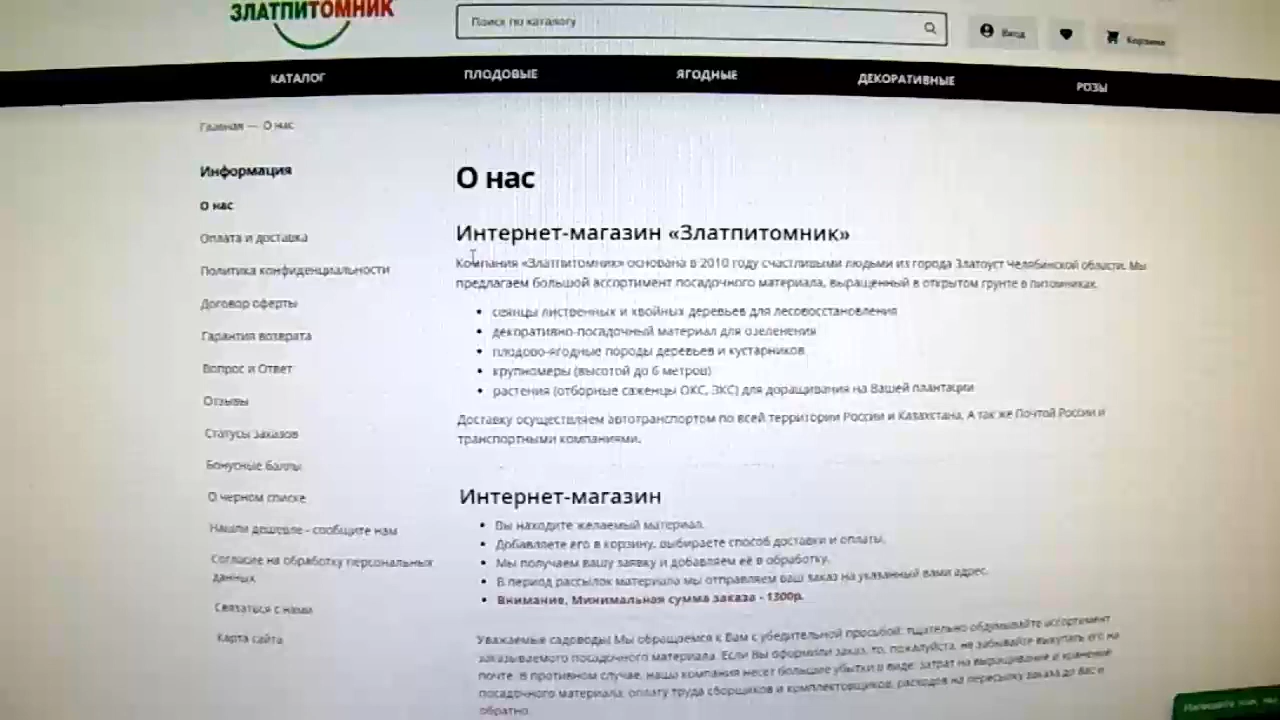 ЗЛАТПИТОМНИК
Поиск по каталогу
Вход
Корзина
КАТАЛОГ
ПЛОДОВЫЕ
ЯГОДНЫЕ
ДЕКОРАТИВНЫЕ
РОЗЫ
Главная — О нас
Информация
О нас
Оплата и доставка
Политика конфиденциальности
Договор оферты
Гарантия возврата
Вопрос и Ответ
Отзывы
Статусы заказов
Бонусные баллы
О черном списке
Нашли дешевле - сообщите нам
Согласие на обработку персональных
данных
Связаться с нами
Карта сайта
О нас
Интернет-магазин «Златпитомник»
Компания «Златпитомник» основана в 2010 году счастливыми людьми из города Златоуст Челябинской области. Мы
предлагаем большой ассортимент посадочного материала, выращенный в открытом грунте в питомниках.
• сеянцы лиственных и хвойных деревьев для лесовосстановления
• декоративно-посадочный материал для озеленения
• плодово-ягодные породы деревьев и кустарников
• крупномеры (высотой до 6 метров)
• растения (отборные саженцы ОКС, ЗКС) для доращивания на Вашей плантации
Доставку осуществляем автотранспортом по всей территории России и Казахстана. А так же Почтой России и
транспортными компаниями.
Интернет-магазин
• Вы находите желаемый материал.
• Добавляете его в корзину, выбираете способ доставки и оплаты.
• Мы получаем вашу заявку и добавляем её в обработку.
• В период рассылок материала мы отправляем ваш заказ на указанный вами адрес.
• Внимание. Минимальная сумма заказа - 1300р.
Уважаемые садоводы! Мы обращаемся к Вам с убедительной просьбой: тщательно обдумывайте ассортимент
заказываемого посадочного материала. Если Вы оформили заказ, то, пожалуйста, не забывайте выкупать его на
почте. В противном случае, наша компания несет большие убытки в виде: затрат на выращивание и хранение
посадочного материала, оплату труда сборщиков и комплектовщиков, расходов на пересылку заказа до Вас и
обратно.